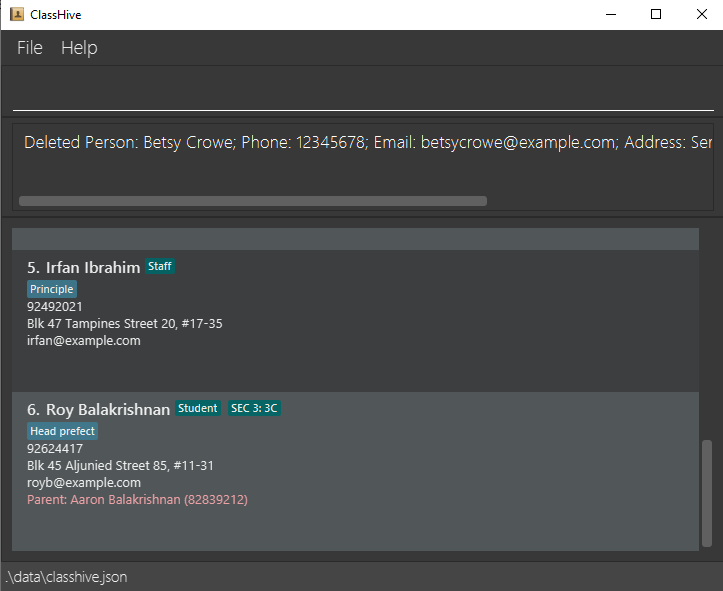 ClassHive
File Help
Deleted Person: Betsy Crowe; Phone: 12345678; Email: betsycrowe@example.com; Address: Ser
5. Irfan Ibrahim Staff
Principle
92492021
Blk 47 Tampines Street 20, #17-35
irfan@example.com
6. Roy Balakrishnan Student SEC 3: 3C
Head prefect
92624417
Blk 45 Aljunied Street 85, #11-31
royb@example.com
Parent: Aaron Balakrishnan (82839212)
.\data\classhive.json